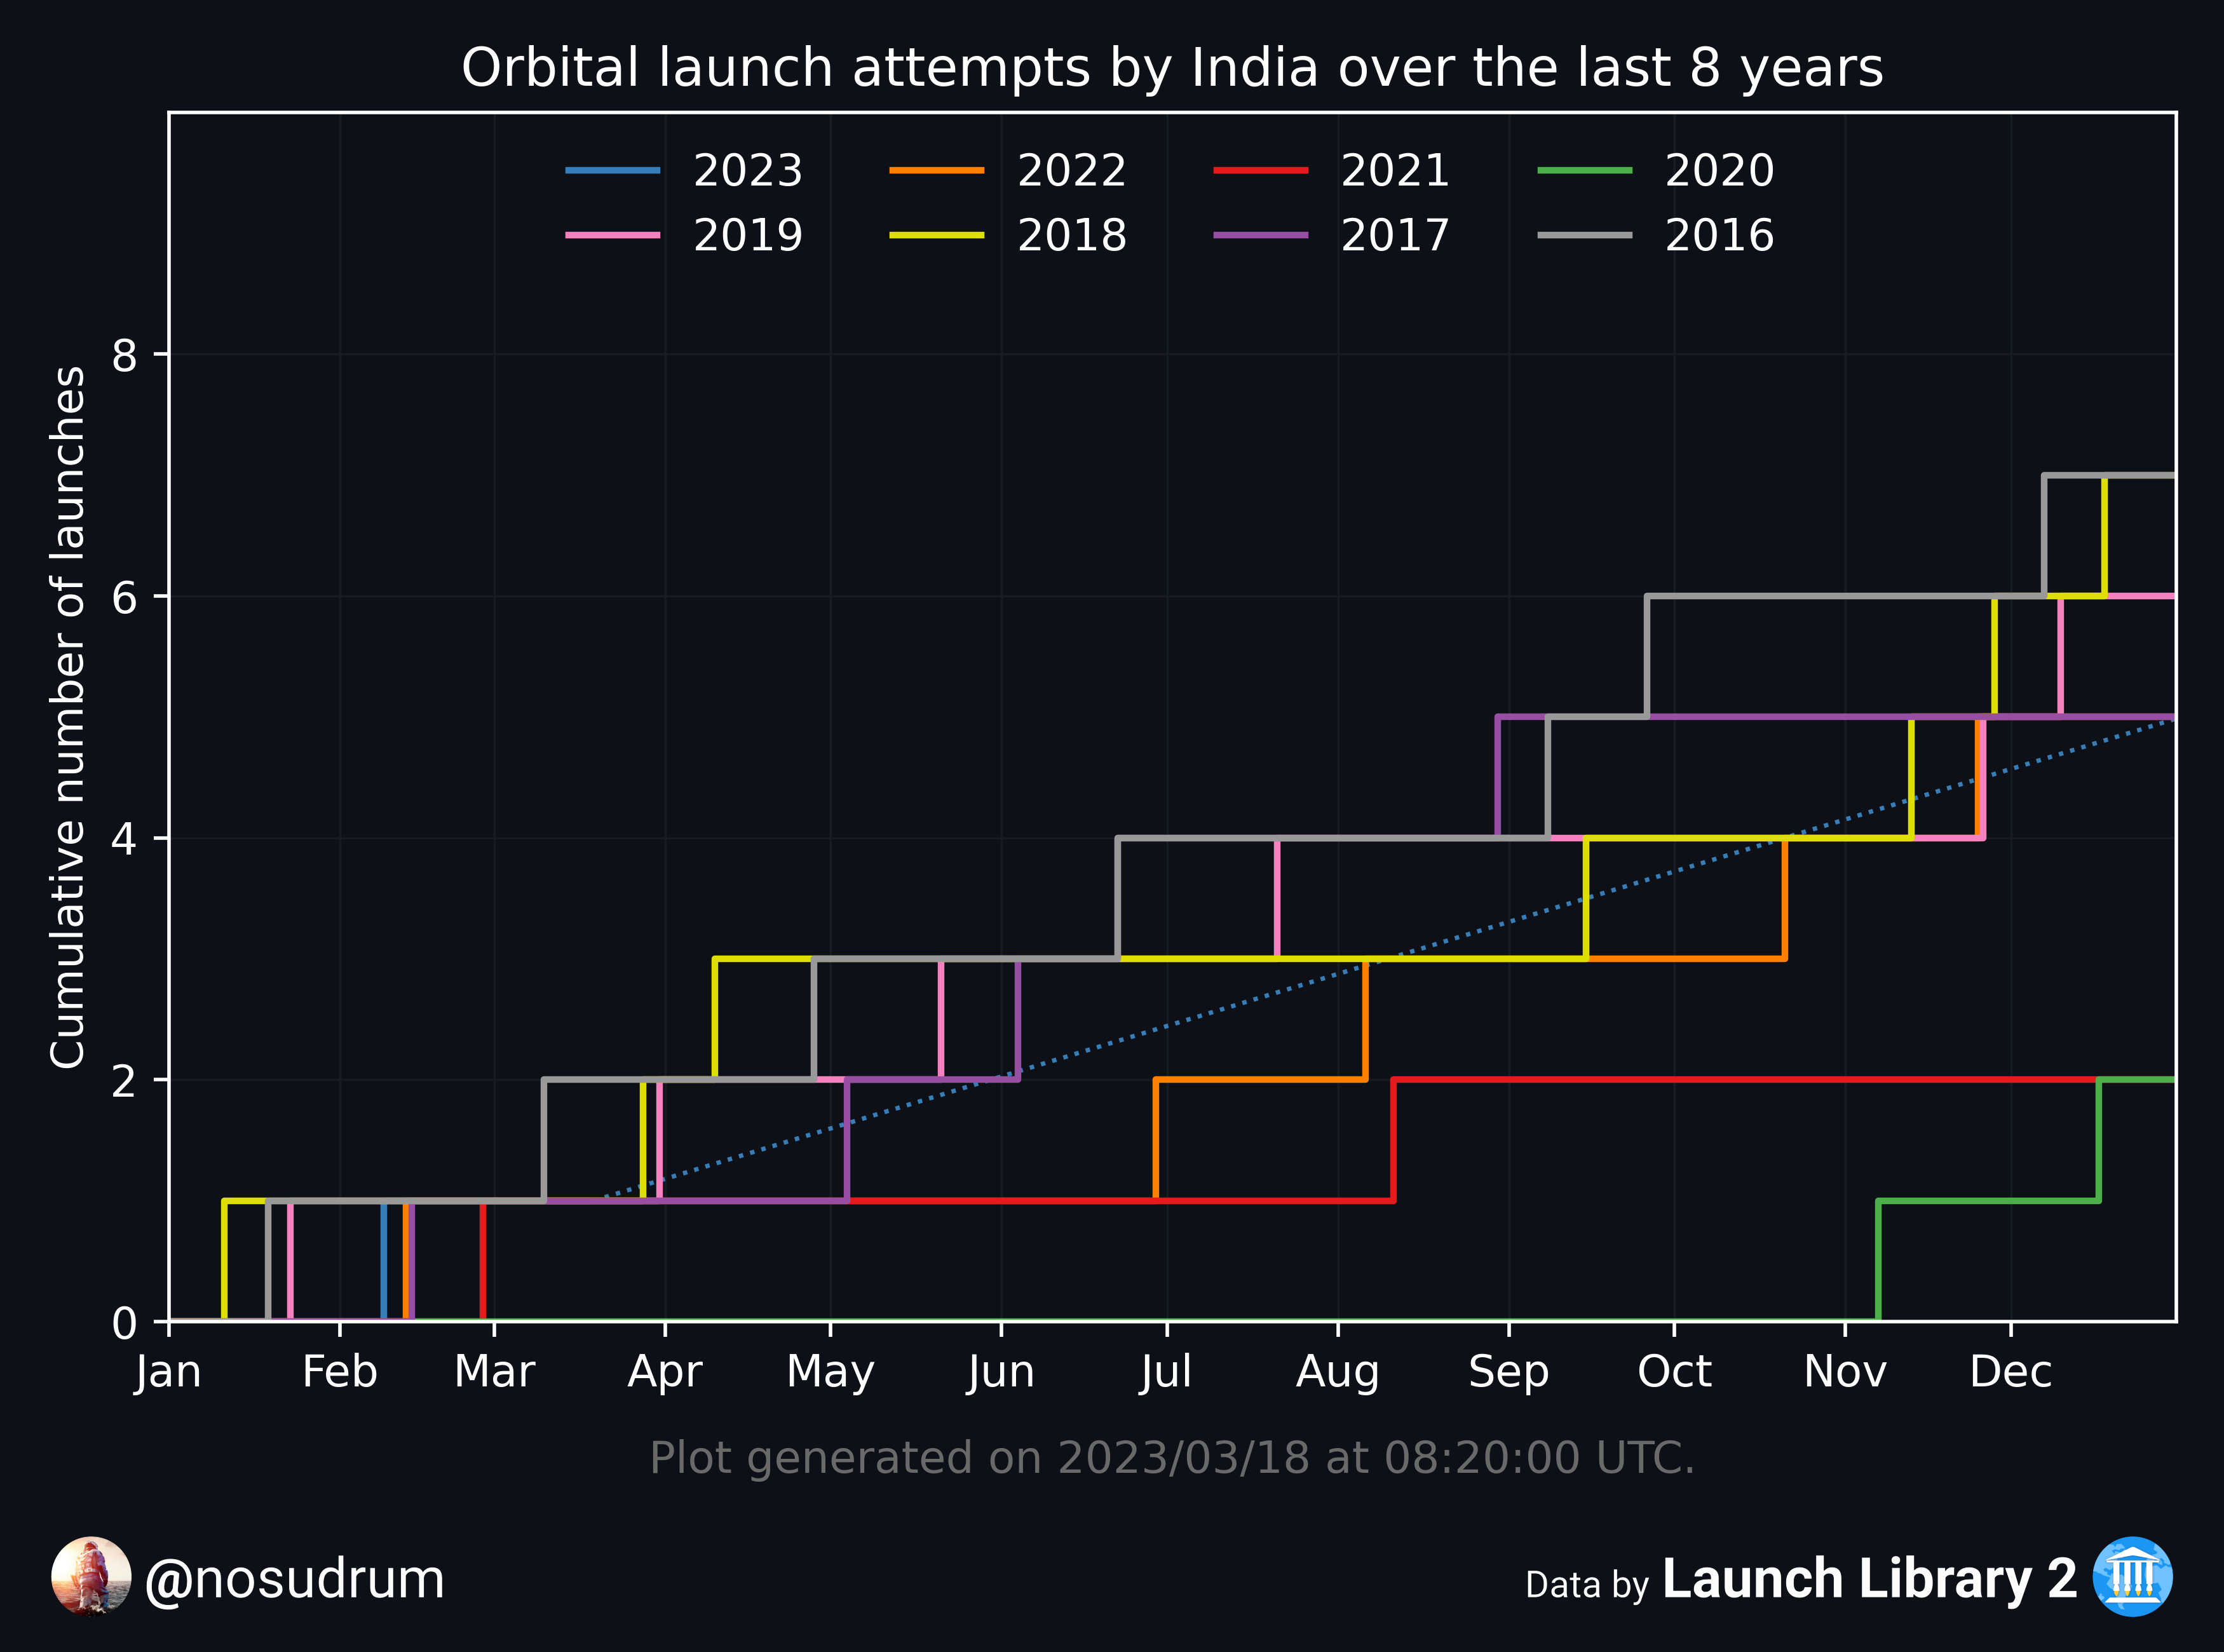 Orbital launch attempts by India over the last 8 years
2023 2022 2021 2020
2019 2018 2017 2016
Cumulative number of launches
8
6
4
2
0
Jan Feb Mar Apr May Jun Jul Aug Sep Oct Nov Dec
Plot generated on 2023/03/18 at 08:20:00 UTC.
@nosudrum
Data by Launch Library 2